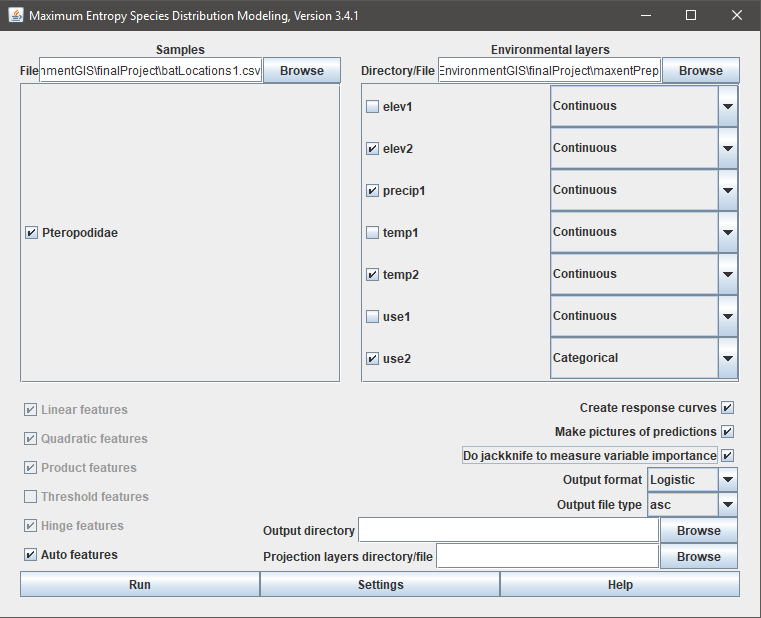 Maximum Entropy Species Distribution Modeling, Version 3.4.1
Samples
File nmentGIS\finalProject\batLocations1.csv Browse
Pteropodidae
Environmental layers
Directory/File EnvironmentGIS\finalProject\maxentPrep Browse
elev1 Continuous
elev2 Continuous
precip1 Continuous
temp1 Continuous
temp2 Continuous
use1 Continuous
use2 Categorical
Linear features
Quadratic features
Product features
Threshold features
Hinge features
Auto features
Create response curves
Make pictures of predictions
Do jackknife to measure variable importance
Output format Logistic
Output file type asc
Output directory Browse
Projection layers directory/file Browse
Run Settings Help